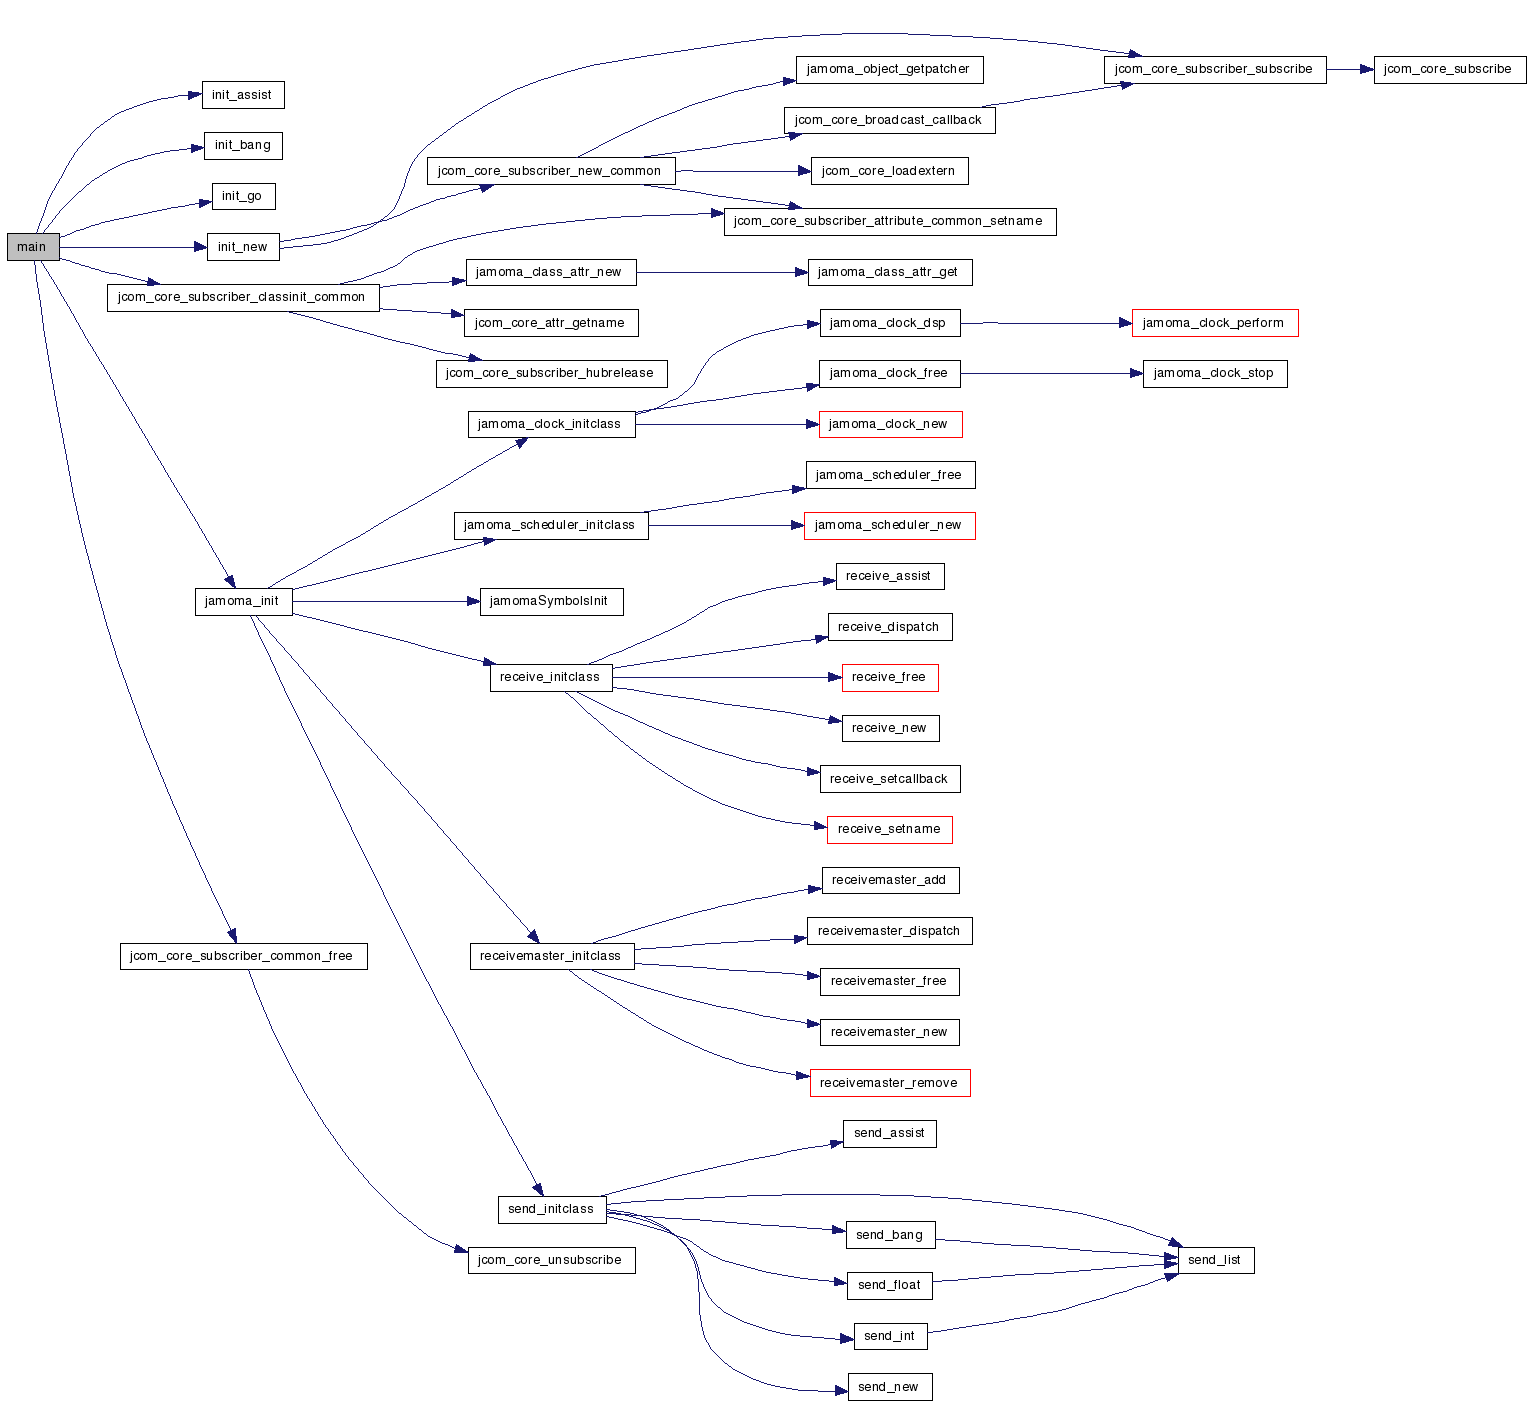 main
init_assist
init_bang
init_go
init_new
jcom_core_subscriber_classinit_common
jamoma_init
jcom_core_subscriber_common_free
jcom_core_subscriber_new_common
jamoma_class_attr_new
jcom_core_attr_getname
jcom_core_subscriber_hubrelease
jamoma_clock_initclass
jamoma_scheduler_initclass
jamomaSymbolsInit
receive_initclass
receivemaster_initclass
send_initclass
jcom_core_unsubscribe
jamoma_object_getpatcher
jcom_core_broadcast_callback
jcom_core_loadextern
jcom_core_subscriber_attribute_common_setname
jamoma_class_attr_get
jamoma_clock_dsp
jamoma_clock_free
jamoma_clock_new
jamoma_scheduler_free
jamoma_scheduler_new
receive_assist
receive_dispatch
receive_free
receive_new
receive_setcallback
receive_setname
receivemaster_add
receivemaster_dispatch
receivemaster_free
receivemaster_new
receivemaster_remove
send_assist
send_bang
send_float
send_int
send_new
jcom_core_subscriber_subscribe
jamoma_clock_perform
jamoma_clock_stop
send_list
jcom_core_subscribe